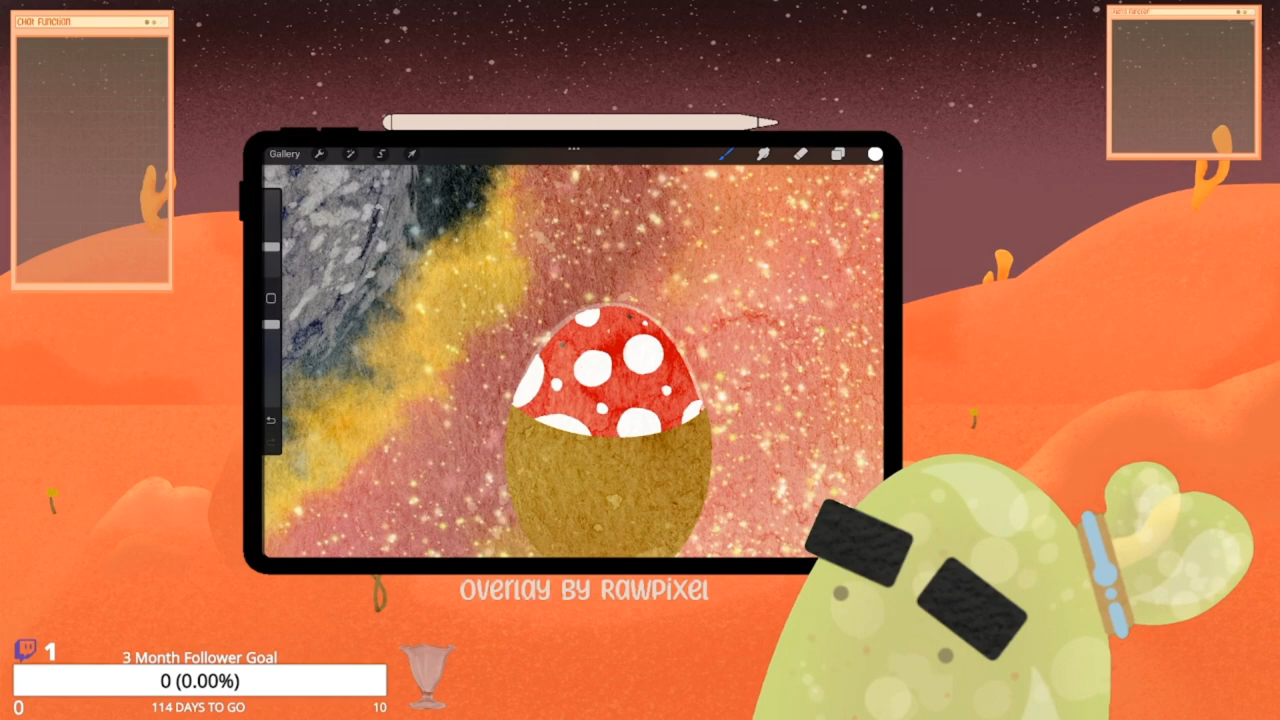 Chat Function
Gallery
Overlay by Rawpixel
1
3 Month Follower Goal
0 (0.00%)
0
114 DAYS TO GO
10